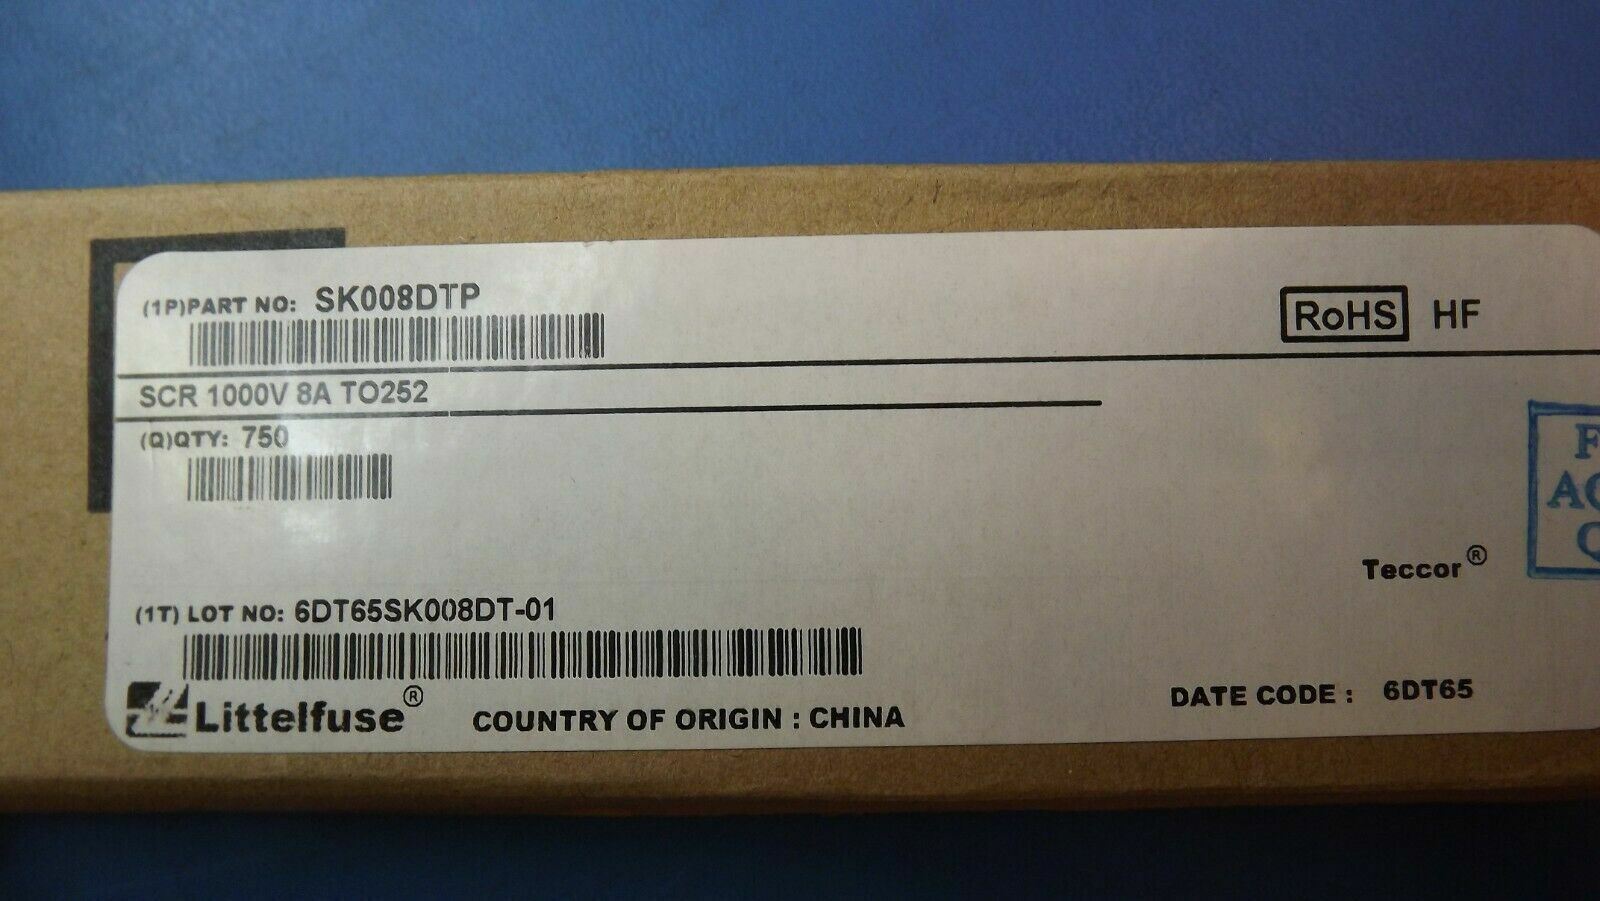 (1P)PART NO: SK008DTP
RoHS HF
SCR 1000V 8A TO252
(Q)QTY: 750
Teccor®
(1T) LOT NO: 6DT65SK008DT-01
Littelfuse®
COUNTRY OF ORIGIN : CHINA
DATE CODE : 6DT65